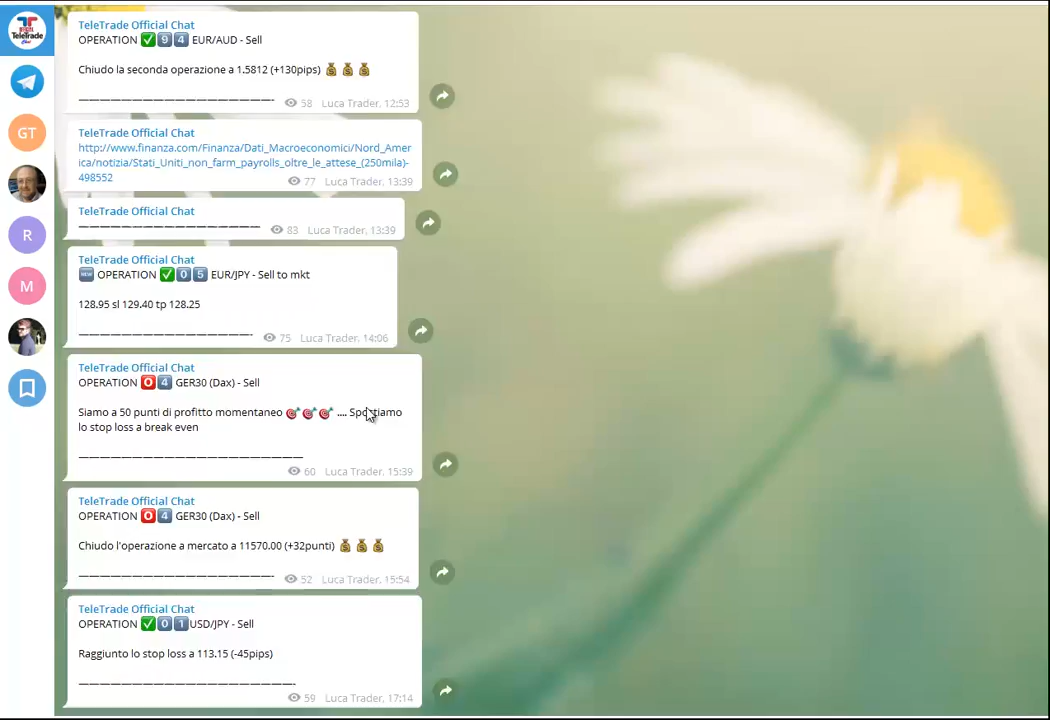 TeleTrade Official Chat
OPERATION ✅ 9 4 EUR/AUD - Sell
Chiudo la seconda operazione a 1.5812 (+130pips) 💰 💰 💰
———————————————————-
58 Luca Trader, 12:53
TeleTrade Official Chat
http://www.finanza.com/Finanza/Dati_Macroeconomici/Nord_Amer
ica/notizia/Stati_Uniti_non_farm_payrolls_oltre_le_attese_(250mila)-
498552
77 Luca Trader, 13:39
TeleTrade Official Chat
—————————————————
83 Luca Trader, 13:39
TeleTrade Official Chat
🆕 OPERATION ✅ 0 5 EUR/JPY - Sell to mkt
128.95 sl 129.40 tp 128.25
————————————————-
75 Luca Trader, 14:06
TeleTrade Official Chat
OPERATION 🅾 4 GER30 (Dax) - Sell
Siamo a 50 punti di profitto momentaneo 🎯 🎯 🎯 .... Spostiamo
lo stop loss a break even
—————————————————————
60 Luca Trader, 15:39
TeleTrade Official Chat
OPERATION 🅾 4 GER30 (Dax) - Sell
Chiudo l'operazione a mercato a 11570.00 (+32punti) 💰 💰 💰
———————————————————-
52 Luca Trader, 15:54
TeleTrade Official Chat
OPERATION ✅ 0 1 USD/JPY - Sell
Raggiunto lo stop loss a 113.15 (-45pips)
————————————————————-
59 Luca Trader, 17:14
TeleTrade
Chat
GT
R
M